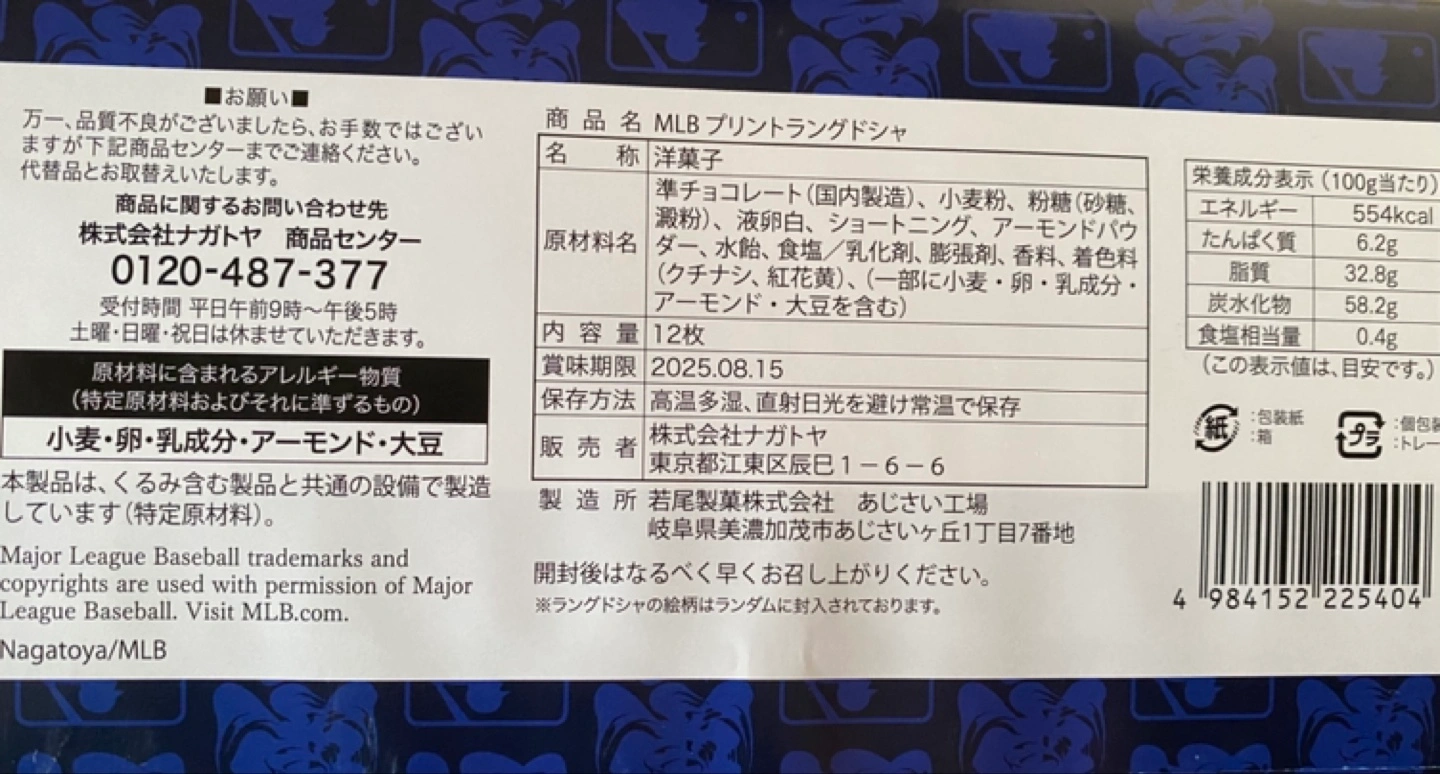 ■お願い■
万一、品質不良がございましたら、お手数ではござい
ますが下記商品センターまでご連絡ください。
代替品とお取替えいたします。
商品に関するお問い合わせ先
株式会社ナガトヤ 商品センター
0120-487-377
受付時間 平日午前9時～午後5時
土曜・日曜・祝日は休ませていただきます。
原材料に含まれるアレルギー物質
（特定原材料およびそれに準ずるもの）
小麦・卵・乳成分・アーモンド・大豆
本製品は、くるみ含む製品と共通の設備で製造
しています（特定原材料）。
Major League Baseball trademarks and
copyrights are used with permission of Major
League Baseball. Visit MLB.com.
Nagatoya/MLB
商品名 MLB プリントラングドシャ
名称 洋菓子
原材料名 準チョコレート（国内製造）、小麦粉、粉糖（砂糖、
澱粉）、液卵白、ショートニング、アーモンドパウ
ダー、水飴、食塩／乳化剤、膨張剤、香料、着色料
（クチナシ、紅花黄）、（一部に小麦・卵・乳成分・
アーモンド・大豆を含む）
内容量 12枚
賞味期限 2025.08.15
保存方法 高温多湿、直射日光を避け常温で保存
販売者 株式会社ナガトヤ
東京都江東区辰巳1－6－6
製造所 若尾製菓株式会社 あじさい工場
岐阜県美濃加茂市あじさいヶ丘1丁目7番地
開封後はなるべく早くお召し上がりください。
※ラングドシャの絵柄はランダムに封入されております。
栄養成分表示（100g当たり）
エネルギー 554kcal
たんぱく質 6.2g
脂質 32.8g
炭水化物 58.2g
食塩相当量 0.4g
（この表示値は、目安です。）
紙 ：包装紙
：箱
プラ ：個包装
：トレー
4 984152 225404